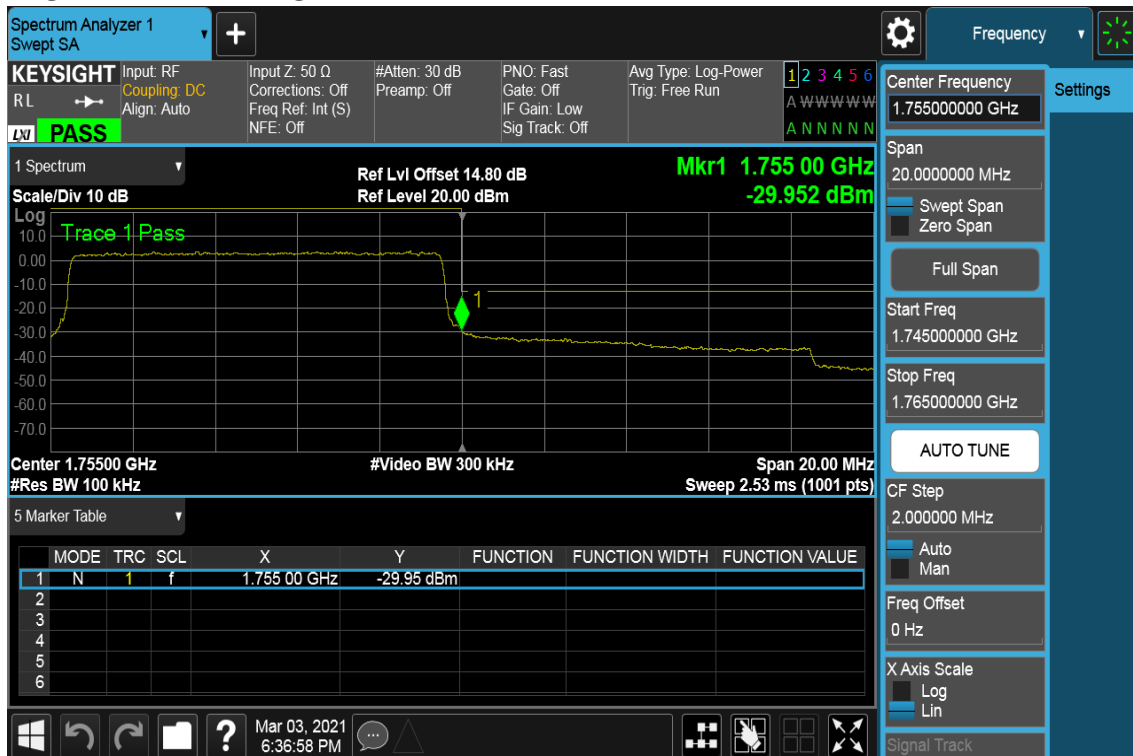 Spectrum Analyzer 1
Swept SA
+
Frequency
KEYSIGHT
RL
LXI PASS
Input: RF
Coupling: DC
Align: Auto
Input Z: 50 Ω
Corrections: Off
Freq Ref: Int (S)
NFE: Off
#Atten: 30 dB
Preamp: Off
PNO: Fast
Gate: Off
IF Gain: Low
Sig Track: Off
Avg Type: Log-Power
Trig: Free Run
1 2 3 4 5 6
A W W W W W
A N N N N N
1 Spectrum
Scale/Div 10 dB
Ref Lvl Offset 14.80 dB
Ref Level 20.00 dBm
Mkr1 1.755 00 GHz
-29.952 dBm
Log
Trace 1 Pass
10.0
0.00
-10.0
-20.0
-30.0
-40.0
-50.0
-60.0
-70.0
1
Center 1.75500 GHz
#Video BW 300 kHz
Span 20.00 MHz
#Res BW 100 kHz
Sweep 2.53 ms (1001 pts)
5 Marker Table
MODE TRC SCL X Y FUNCTION FUNCTION WIDTH FUNCTION VALUE
1 N 1 f 1.755 00 GHz -29.95 dBm
2
3
4
5
6
?
Mar 03, 2021
6:36:58 PM
Settings
Center Frequency
1.755000000 GHz
Span
20.0000000 MHz
Swept Span
Zero Span
Full Span
Start Freq
1.745000000 GHz
Stop Freq
1.765000000 GHz
AUTO TUNE
CF Step
2.000000 MHz
Auto
Man
Freq Offset
0 Hz
X Axis Scale
Log
Lin
Signal Track